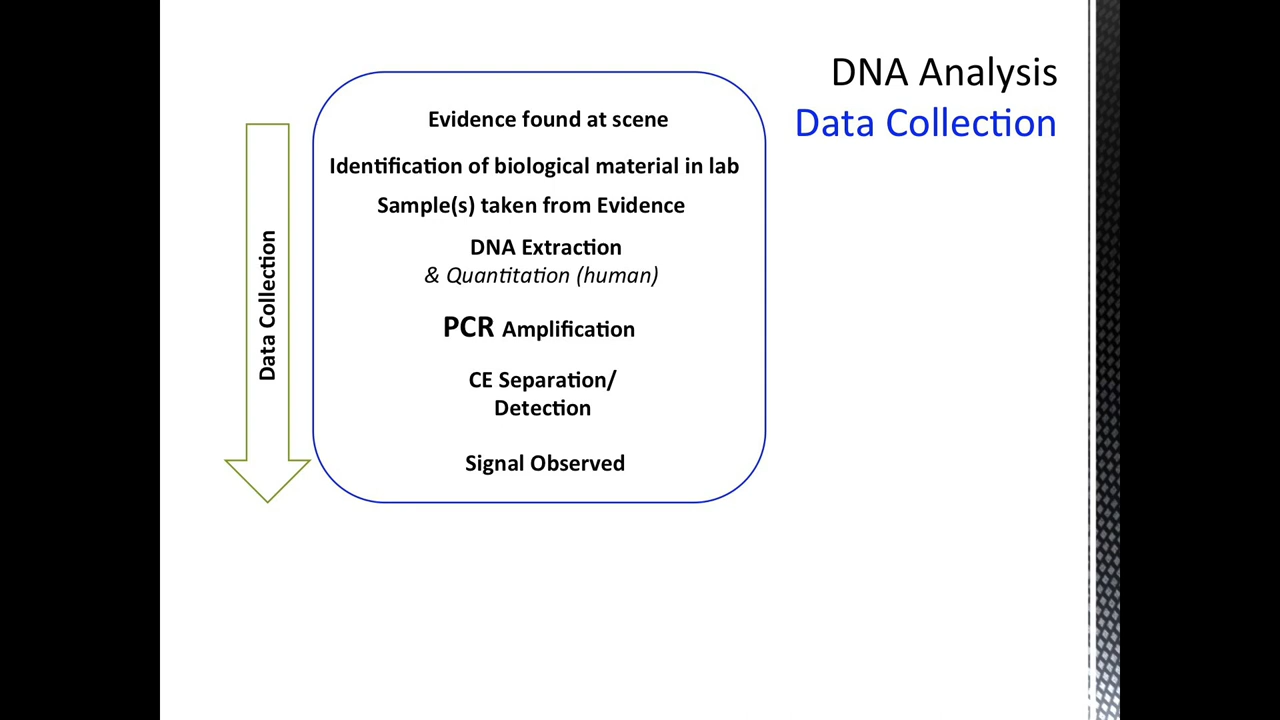 DNA Analysis
Data Collection
Evidence found at scene
Identification of biological material in lab
Sample(s) taken from Evidence
DNA Extraction
& Quantitation (human)
PCR Amplification
CE Separation/
Detection
Signal Observed
Data Collection